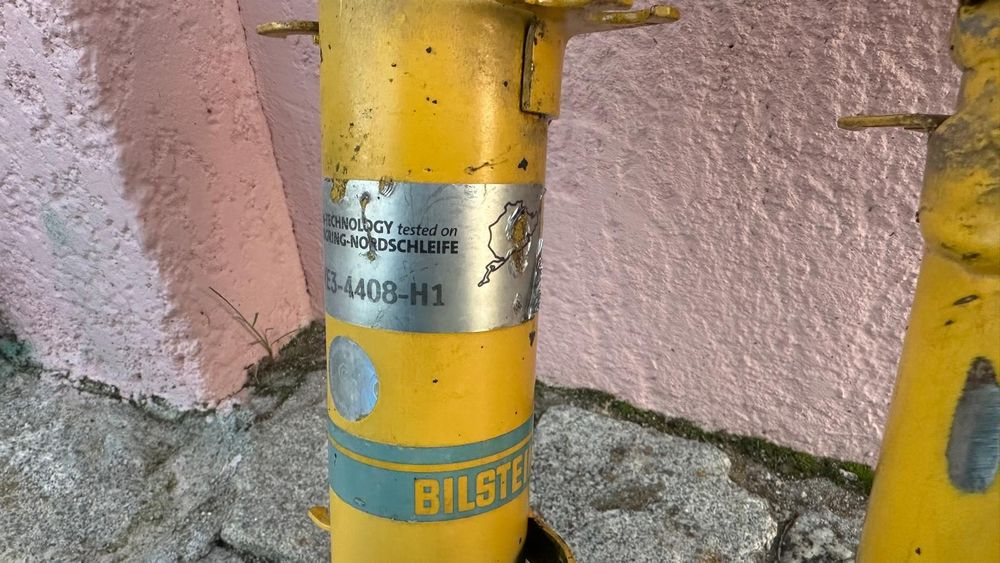 -TECHNOLOGY tested on
RING-NORDSCHLEIFE
E3-4408-H1
BILSTEI